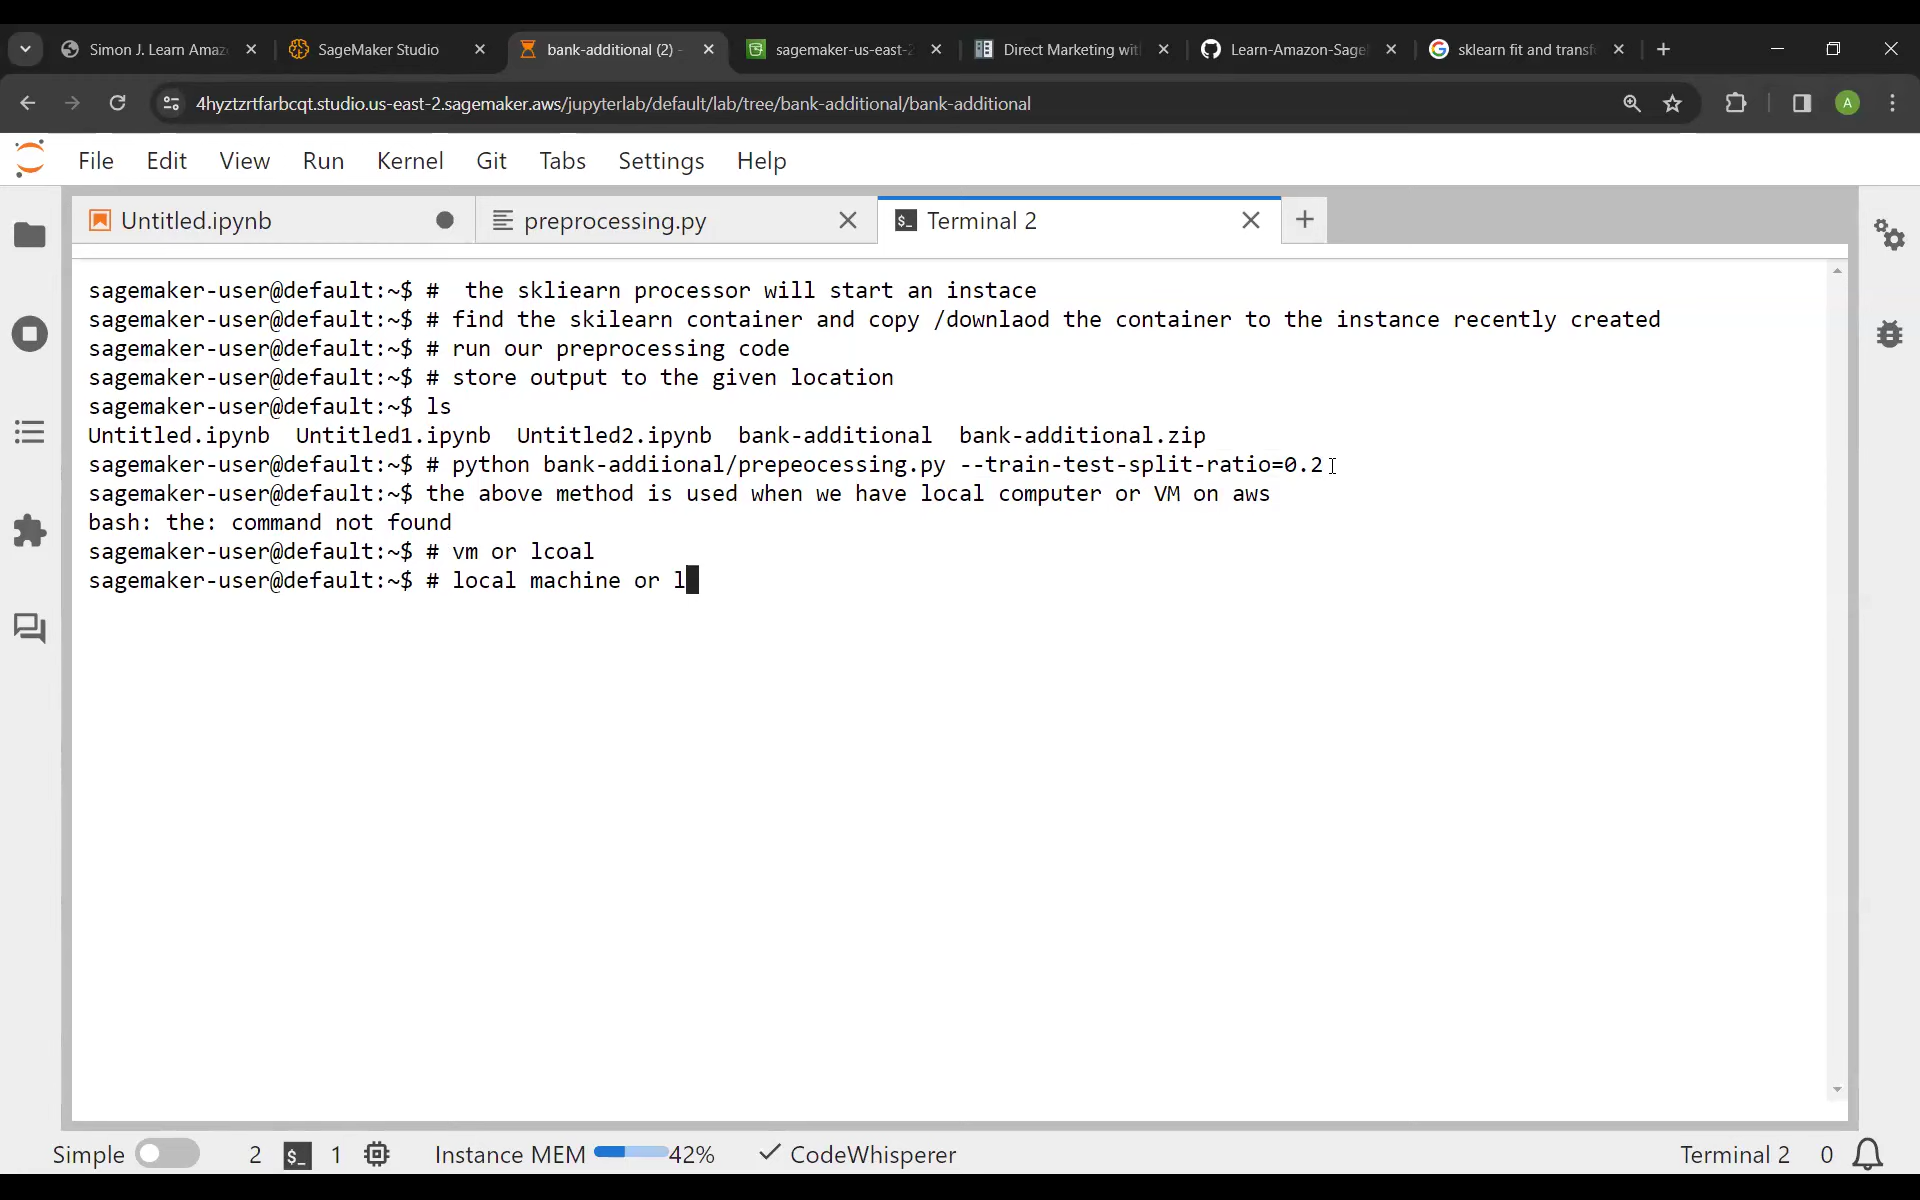 Simon J. Learn Amaz
SageMaker Studio
bank-additional (2) -
sagemaker-us-east-2
Direct Marketing wit
Learn-Amazon-Sage
sklearn fit and transf
4hyztzrtfarbcqt.studio.us-east-2.sagemaker.aws/jupyterlab/default/lab/tree/bank-additional/bank-additional
A
File Edit View Run Kernel Git Tabs Settings Help
Untitled.ipynb
preprocessing.py
Terminal 2
sagemaker-user@default:~$ #  the skliearn processor will start an instace
sagemaker-user@default:~$ # find the skilearn container and copy /downlaod the container to the instance recently created
sagemaker-user@default:~$ # run our preprocessing code
sagemaker-user@default:~$ # store output to the given location
sagemaker-user@default:~$ ls
Untitled.ipynb  Untitled1.ipynb  Untitled2.ipynb  bank-additional  bank-additional.zip
sagemaker-user@default:~$ # python bank-addiional/prepeocessing.py --train-test-split-ratio=0.2
sagemaker-user@default:~$ the above method is used when we have local computer or VM on aws
bash: the: command not found
sagemaker-user@default:~$ # vm or lcoal
sagemaker-user@default:~$ # local machine or l
Simple 2 $_ 1 Instance MEM 42% CodeWhisperer Terminal 2 0